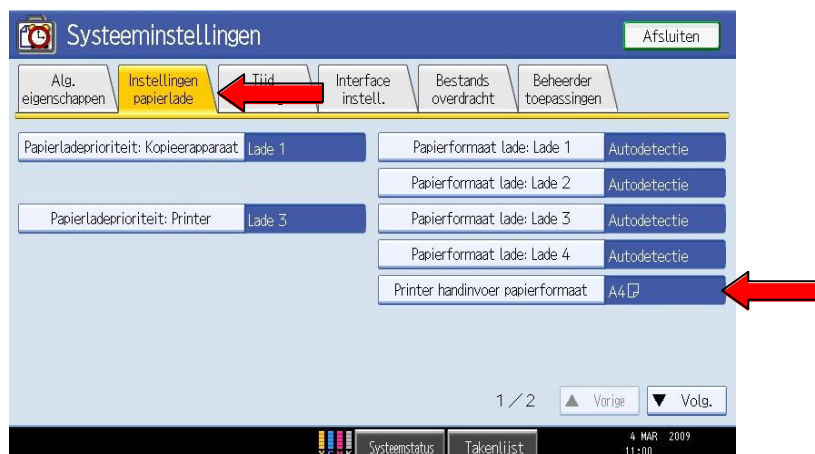 Systeeminstellingen
Afsluiten
Alg.
eigenschappen
Instellingen
papierlade
Tijd
Interface
instell.
Bestands
overdracht
Beheerder
toepassingen
Papierladeprioriteit: Kopieerapparaat Lade 1
Papierformaat lade: Lade 1 Autodetectie
Papierformaat lade: Lade 2 Autodetectie
Papierladeprioriteit: Printer Lade 3
Papierformaat lade: Lade 3 Autodetectie
Papierformaat lade: Lade 4 Autodetectie
Printer handinvoer papierformaat A4
1/2 ▲ Vorige ▼ Volg.
Systeemstatus Takenlijst
4 MAR 2009
11:00